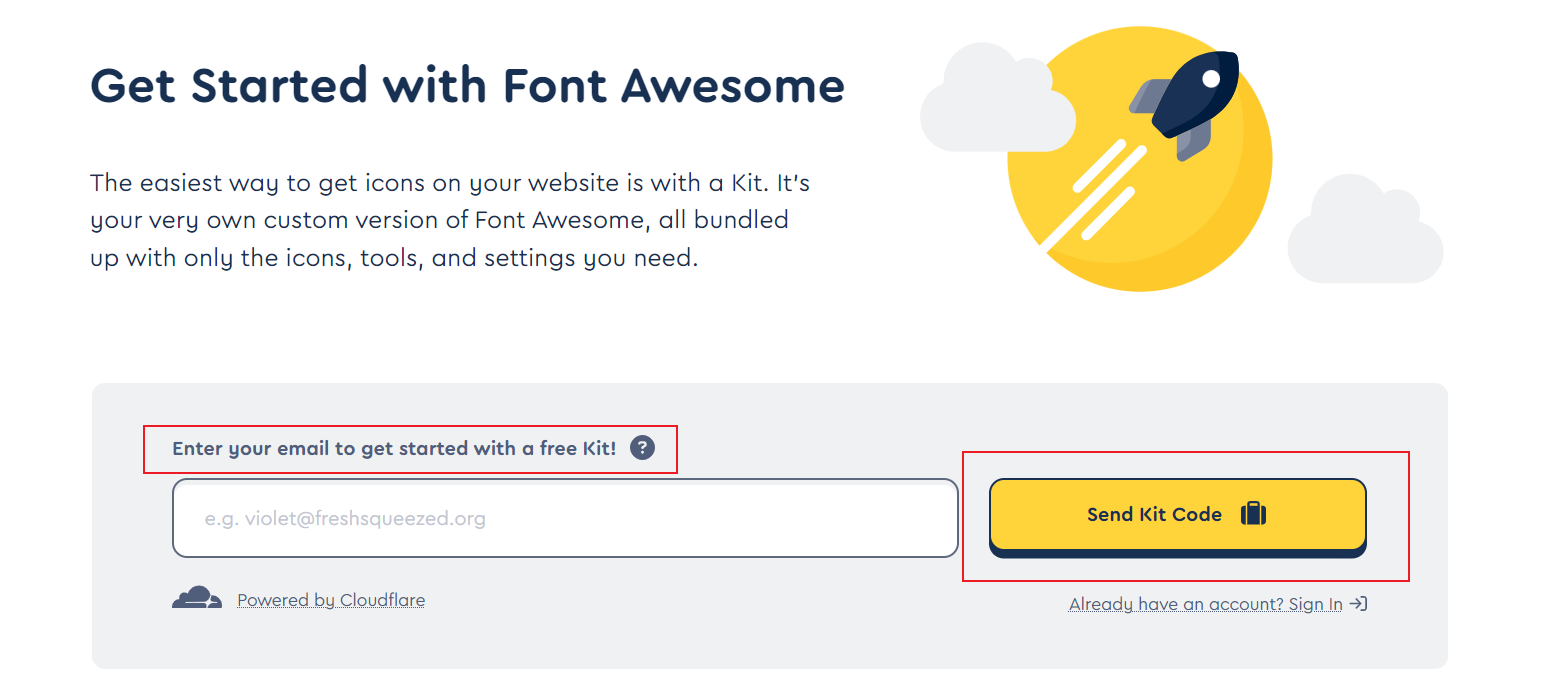 Get Started with Font Awesome
The easiest way to get icons on your website is with a Kit. It's
your very own custom version of Font Awesome, all bundled
up with only the icons, tools, and settings you need.
Enter your email to get started with a free Kit! ?
e.g. violet@freshsqueezed.org
Send Kit Code
Powered by Cloudflare
Already have an account? Sign In